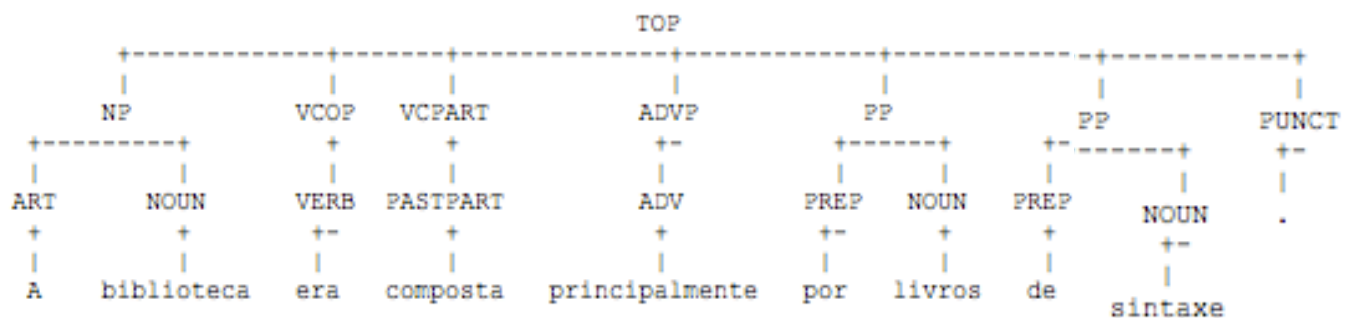 TOP
NP VCOP VCPART ADVP PP PP PUNCT
ART NOUN VERB PASTPART ADV PREP NOUN PREP NOUN .
A biblioteca era composta principalmente por livros de sintaxe